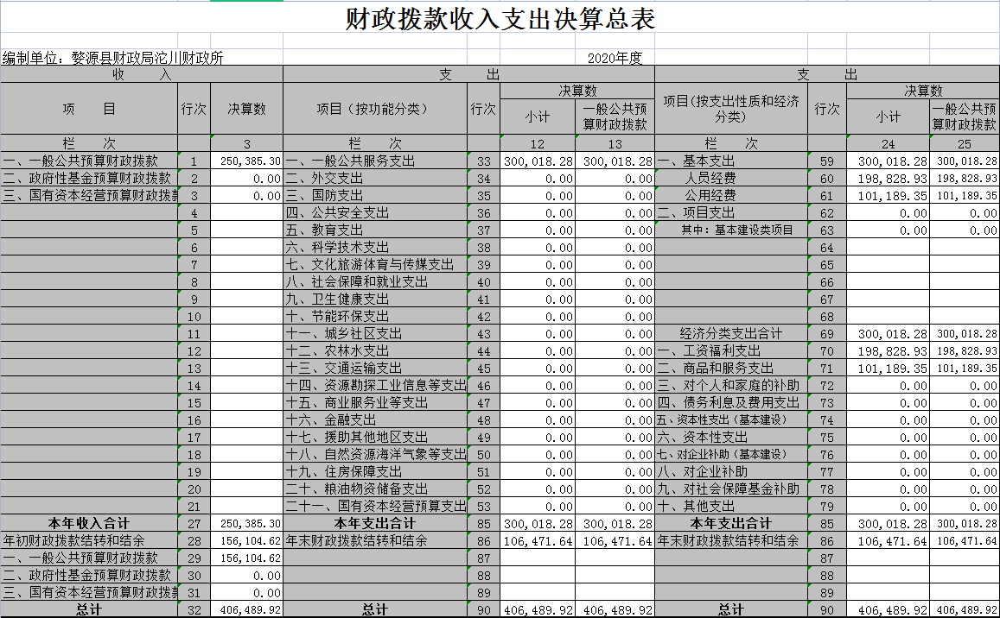 财政拨款收入支出决算总表
编制单位：婺源县财政局沱川财政所 2020年度
收 入 支 出 支 出
项 目 行次 决算数 项目（按功能分类） 行次 决算数 项目(按支出性质和经济分类) 行次 决算数
小计 一般公共预算财政拨款 小计 一般公共预算财政拨款
栏 次 3 栏 次 12 13 栏 次 24 25
一、一般公共预算财政拨款 1 250,385.30 一、一般公共服务支出 33 300,018.28 300,018.28 一、基本支出 59 300,018.28 300,018.28
二、政府性基金预算财政拨款 2 0.00 二、外交支出 34 0.00 0.00 人员经费 60 198,828.93 198,828.93
三、国有资本经营预算财政拨款 3 0.00 三、国防支出 35 0.00 0.00 公用经费 61 101,189.35 101,189.35
4 四、公共安全支出 36 0.00 0.00 二、项目支出 62 0.00 0.00
5 五、教育支出 37 0.00 0.00 其中：基本建设类项目 63 0.00 0.00
6 六、科学技术支出 38 0.00 0.00 64
7 七、文化旅游体育与传媒支出 39 0.00 0.00 65
8 八、社会保障和就业支出 40 0.00 0.00 66
9 九、卫生健康支出 41 0.00 0.00 67
10 十、节能环保支出 42 0.00 0.00 68
11 十一、城乡社区支出 43 0.00 0.00 经济分类支出合计 69 300,018.28 300,018.28
12 十二、农林水支出 44 0.00 0.00 一、工资福利支出 70 198,828.93 198,828.93
13 十三、交通运输支出 45 0.00 0.00 二、商品和服务支出 71 101,189.35 101,189.35
14 十四、资源勘探工业信息等支出 46 0.00 0.00 三、对个人和家庭的补助 72 0.00 0.00
15 十五、商业服务业等支出 47 0.00 0.00 四、债务利息及费用支出 73 0.00 0.00
16 十六、金融支出 48 0.00 0.00 五、资本性支出（基本建设） 74 0.00 0.00
17 十七、援助其他地区支出 49 0.00 0.00 六、资本性支出 75 0.00 0.00
18 十八、自然资源海洋气象等支出 50 0.00 0.00 七、对企业补助（基本建设） 76 0.00 0.00
19 十九、住房保障支出 51 0.00 0.00 八、对企业补助 77 0.00 0.00
20 二十、粮油物资储备支出 52 0.00 0.00 九、对社会保障基金补助 78 0.00 0.00
21 二十一、国有资本经营预算支出 53 0.00 0.00 十、其他支出 79 0.00 0.00
本年收入合计 27 250,385.30 本年支出合计 85 300,018.28 300,018.28 本年支出合计 85 300,018.28 300,018.28
年初财政拨款结转和结余 28 156,104.62 年末财政拨款结转和结余 86 106,471.64 106,471.64 年末财政拨款结转和结余 86 106,471.64 106,471.64
一、一般公共预算财政拨款 29 156,104.62 87 87
二、政府性基金预算财政拨款 30 0.00 88 88
三、国有资本经营预算财政拨款 31 0.00 89 89
总计 32 406,489.92 总计 90 406,489.92 406,489.92 总计 90 406,489.92 406,489.92